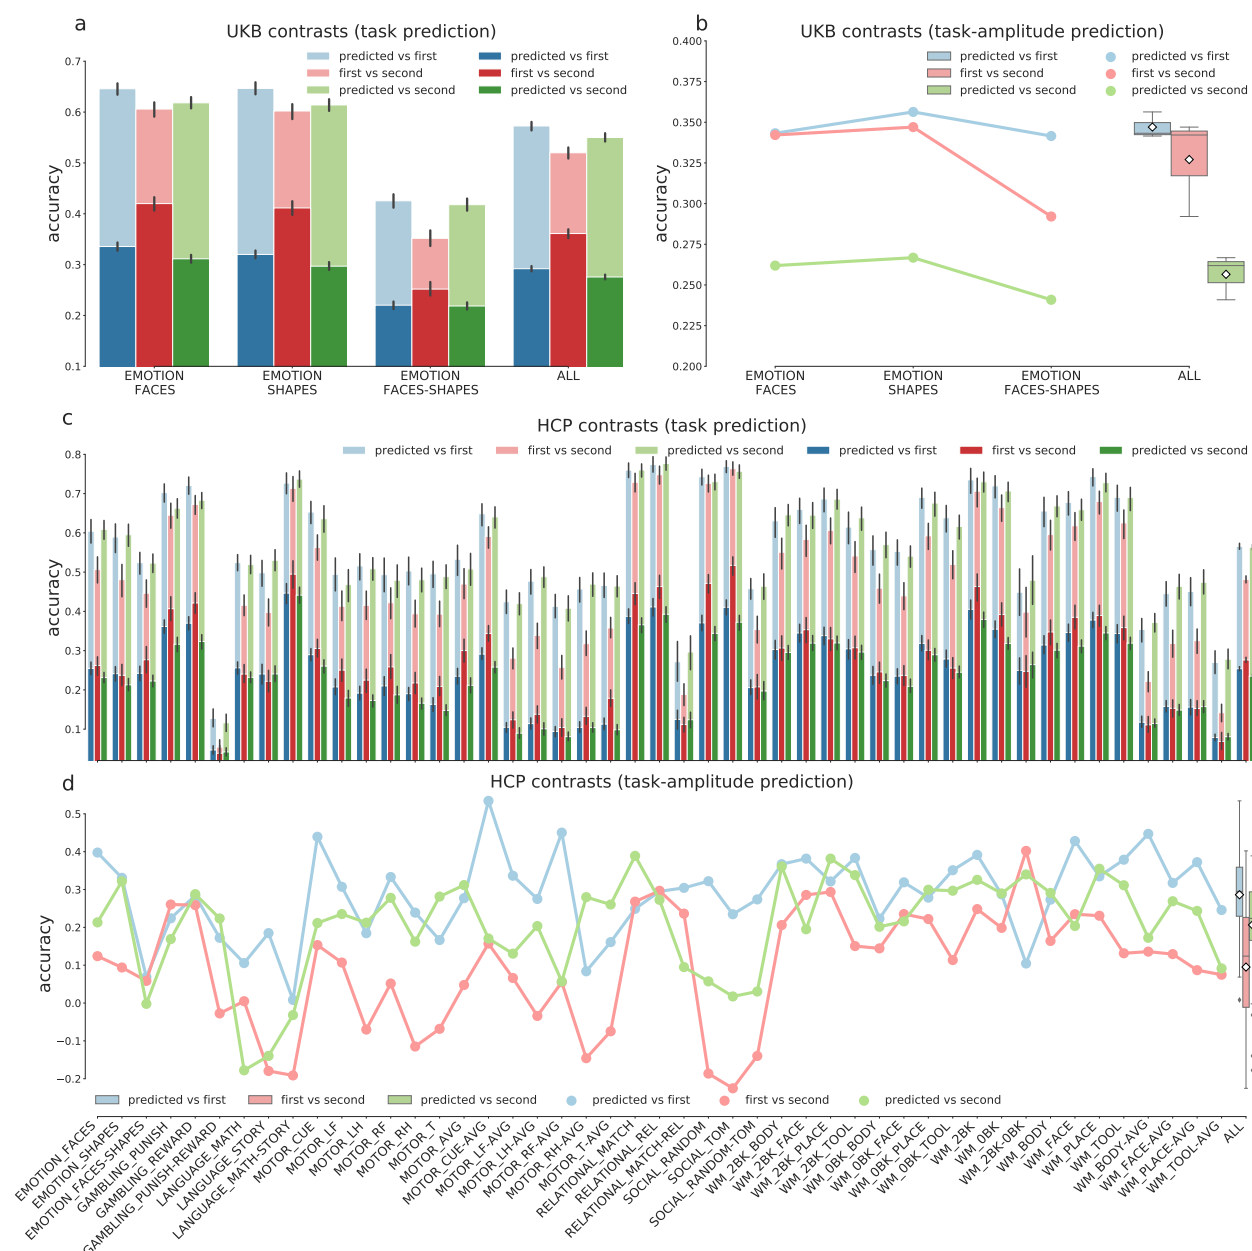 a
UKB contrasts (task prediction)
predicted vs first
first vs second
predicted vs second
predicted vs first
first vs second
predicted vs second
accuracy
0.7
0.6
0.5
0.4
0.3
0.2
0.1
EMOTION
FACES
EMOTION
SHAPES
EMOTION
FACES-SHAPES
ALL
b
UKB contrasts (task-amplitude prediction)
predicted vs first
first vs second
predicted vs second
predicted vs first
first vs second
predicted vs second
accuracy
0.400
0.375
0.350
0.325
0.300
0.275
0.250
0.225
0.200
EMOTION
FACES
EMOTION
SHAPES
EMOTION
FACES-SHAPES
ALL
c
HCP contrasts (task prediction)
predicted vs first
first vs second
predicted vs second
predicted vs first
first vs second
predicted vs second
accuracy
0.8
0.7
0.6
0.5
0.4
0.3
0.2
0.1
d
HCP contrasts (task-amplitude prediction)
accuracy
0.5
0.4
0.3
0.2
0.1
0.0
−0.1
−0.2
predicted vs first
first vs second
predicted vs second
predicted vs first
first vs second
predicted vs second
EMOTION_FACES
EMOTION_SHAPES
EMOTION_FACES-SHAPES
GAMBLING_PUNISH
GAMBLING_REWARD
GAMBLING_PUNISH-REWARD
LANGUAGE_MATH
LANGUAGE_STORY
LANGUAGE_MATH-STORY
MOTOR_CUE
MOTOR_LF
MOTOR_LH
MOTOR_RF
MOTOR_RH
MOTOR_T
MOTOR_AVG
MOTOR_CUE-AVG
MOTOR_LF-AVG
MOTOR_LH-AVG
MOTOR_RF-AVG
MOTOR_RH-AVG
MOTOR_T-AVG
RELATIONAL_MATCH
RELATIONAL_REL
RELATIONAL_MATCH-REL
SOCIAL_RANDOM
SOCIAL_TOM
SOCIAL_RANDOM-TOM
WM_2BK_BODY
WM_2BK_FACE
WM_2BK_PLACE
WM_2BK_TOOL
WM_0BK_BODY
WM_0BK_FACE
WM_0BK_PLACE
WM_0BK_TOOL
WM_2BK
WM_0BK
WM_2BK-0BK
WM_BODY
WM_FACE
WM_PLACE
WM_TOOL
WM_BODY-AVG
WM_FACE-AVG
WM_PLACE-AVG
WM_TOOL-AVG
ALL